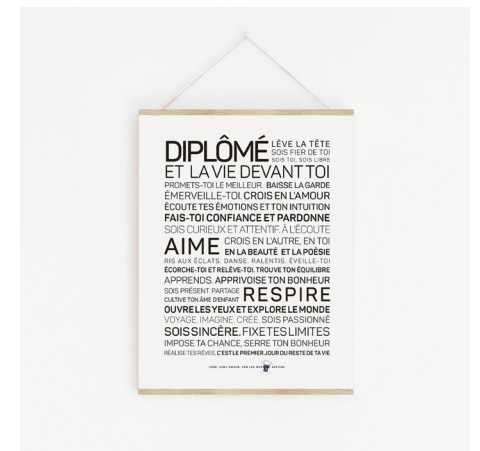 DIPLÔMÉ LÈVE LA TÊTE
SOIS FIER DE TOI
SOIS TOI, SOIS LIBRE
ET LA VIE DEVANT TOI
PROMETS-TOI LE MEILLEUR. BAISSE LA GARDE
ÉMERVEILLE-TOI. CROIS EN L'AMOUR
ÉCOUTE TES ÉMOTIONS ET TON INTUITION
FAIS-TOI CONFIANCE ET PARDONNE
SOIS CURIEUX ET ATTENTIF. À L'ÉCOUTE
AIME CROIS EN L'AUTRE, EN TOI
EN LA BEAUTÉ ET LA POÉSIE
RIS AUX ÉCLATS. DANSE. RALENTIS. ÉVEILLE-TOI
ÉCORCHE-TOI ET RELÈVE-TOI. TROUVE TON ÉQUILIBRE
APPRENDS. APPRIVOISE TON BONHEUR
SOIS PRÉSENT. PARTAGE
CULTIVE TON ÂME D'ENFANT RESPIRE
OUVRE LES YEUX ET EXPLORE LE MONDE
VOYAGE. IMAGINE. CRÉE. SOIS PASSIONNÉ
SOIS SINCÈRE. FIXE TES LIMITES
IMPOSE TA CHANCE, SERRE TON BONHEUR
RÉALISE TES RÊVES, C'EST LE PREMIER JOUR DU RESTE DE TA VIE
AVEC AMOUR, PAR LES